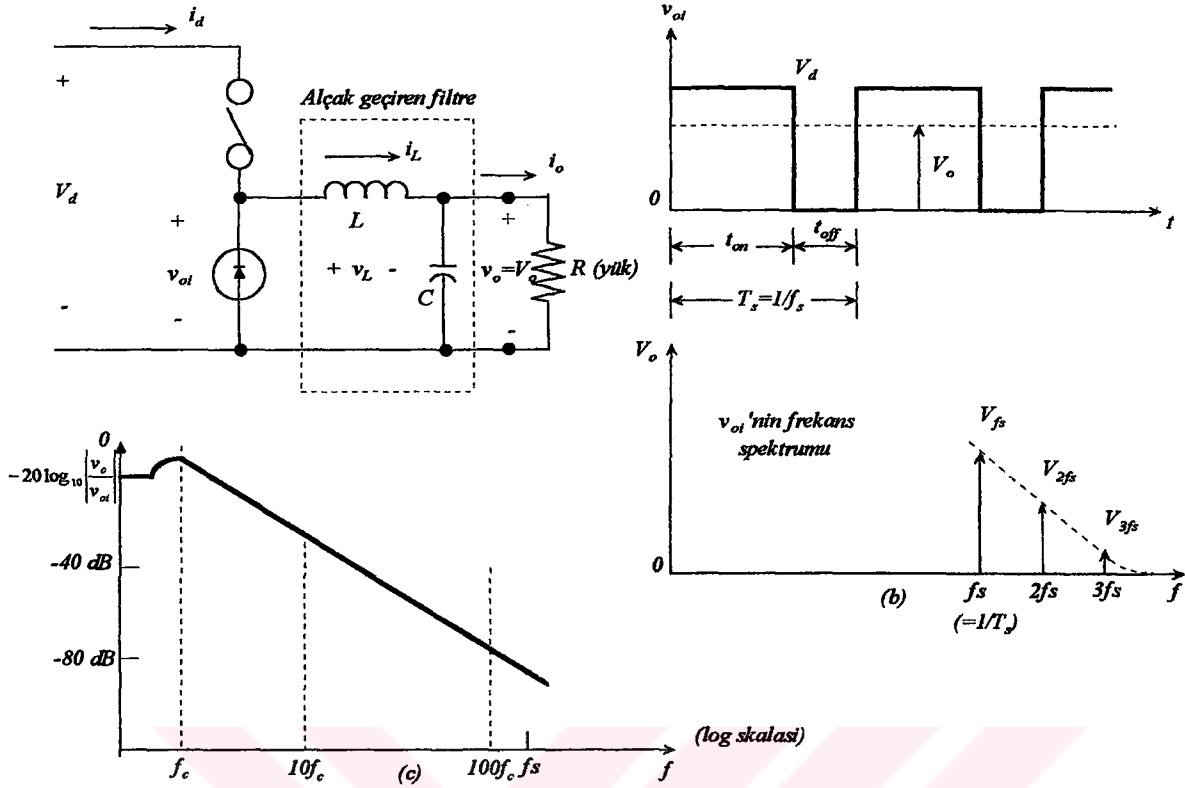 i_d
+
Alçak geçiren filtre
i_L
i_o
V_d
+
L
+
v_oi
+ v_L -
C
v_o=V_o
R (yük)
-
-
-
v_oi
V_d
V_o
0
t
t_on
t_off
T_s=1/f_s
V_o
v_oi 'nin frekans
spektrumu
V_fs
V_2fs
V_3fs
0
(b)
fs
2fs
3fs
f
(=1/T_s)
0
-20log_10 |v_o/v_oi|
-40 dB
-80 dB
f_c
10f_c
(c)
100f_c
fs
f
(log skalasi)